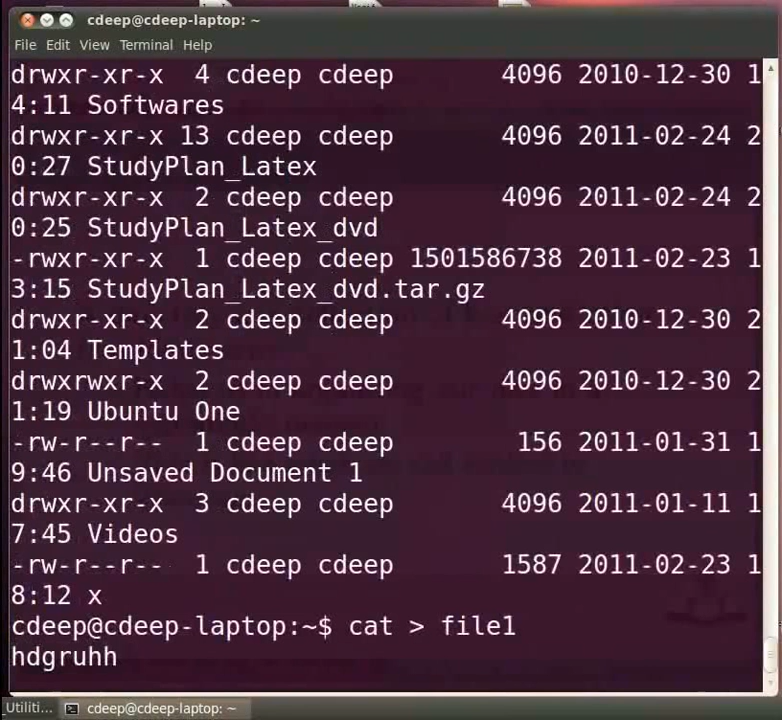 cdeep@cdeep-laptop: ~
File Edit View Terminal Help
drwxr-xr-x 4 cdeep cdeep 4096 2010-12-30 1
4:11 Softwares
drwxr-xr-x 13 cdeep cdeep 4096 2011-02-24 2
0:27 StudyPlan_Latex
drwxr-xr-x 2 cdeep cdeep 4096 2011-02-24 2
0:25 StudyPlan_Latex_dvd
-rwxr-xr-x 1 cdeep cdeep 1501586738 2011-02-23 1
3:15 StudyPlan_Latex_dvd.tar.gz
drwxr-xr-x 2 cdeep cdeep 4096 2010-12-30 2
1:04 Templates
drwxrwxr-x 2 cdeep cdeep 4096 2010-12-30 2
1:19 Ubuntu One
-rw-r--r-- 1 cdeep cdeep 156 2011-01-31 1
9:46 Unsaved Document 1
drwxr-xr-x 3 cdeep cdeep 4096 2011-01-11 1
7:45 Videos
-rw-r--r-- 1 cdeep cdeep 1587 2011-02-23 1
8:12 x
cdeep@cdeep-laptop:~$ cat > file1
hdgruhh
Utiliti... cdeep@cdeep-laptop: ~